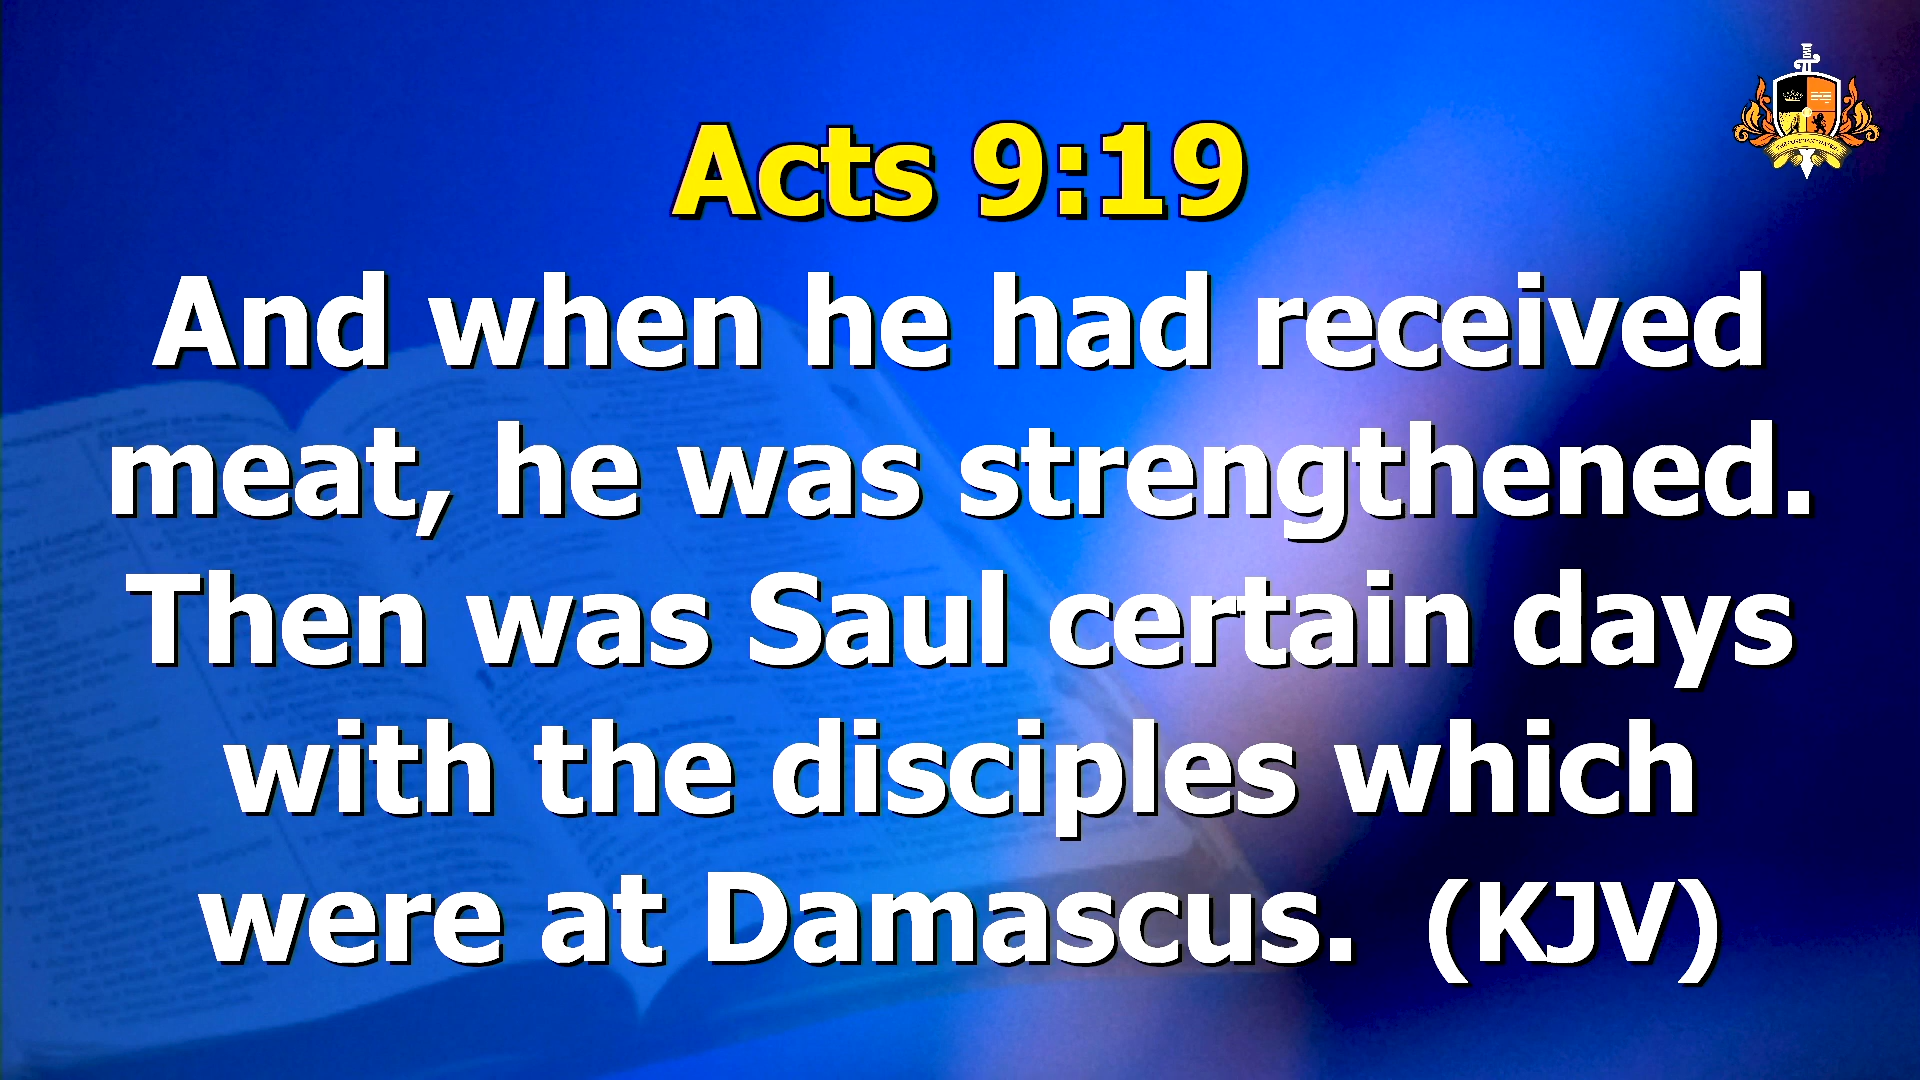 Acts 9:19
And when he had received
meat, he was strengthened.
Then was Saul certain days
with the disciples which
were at Damascus.  (KJV)